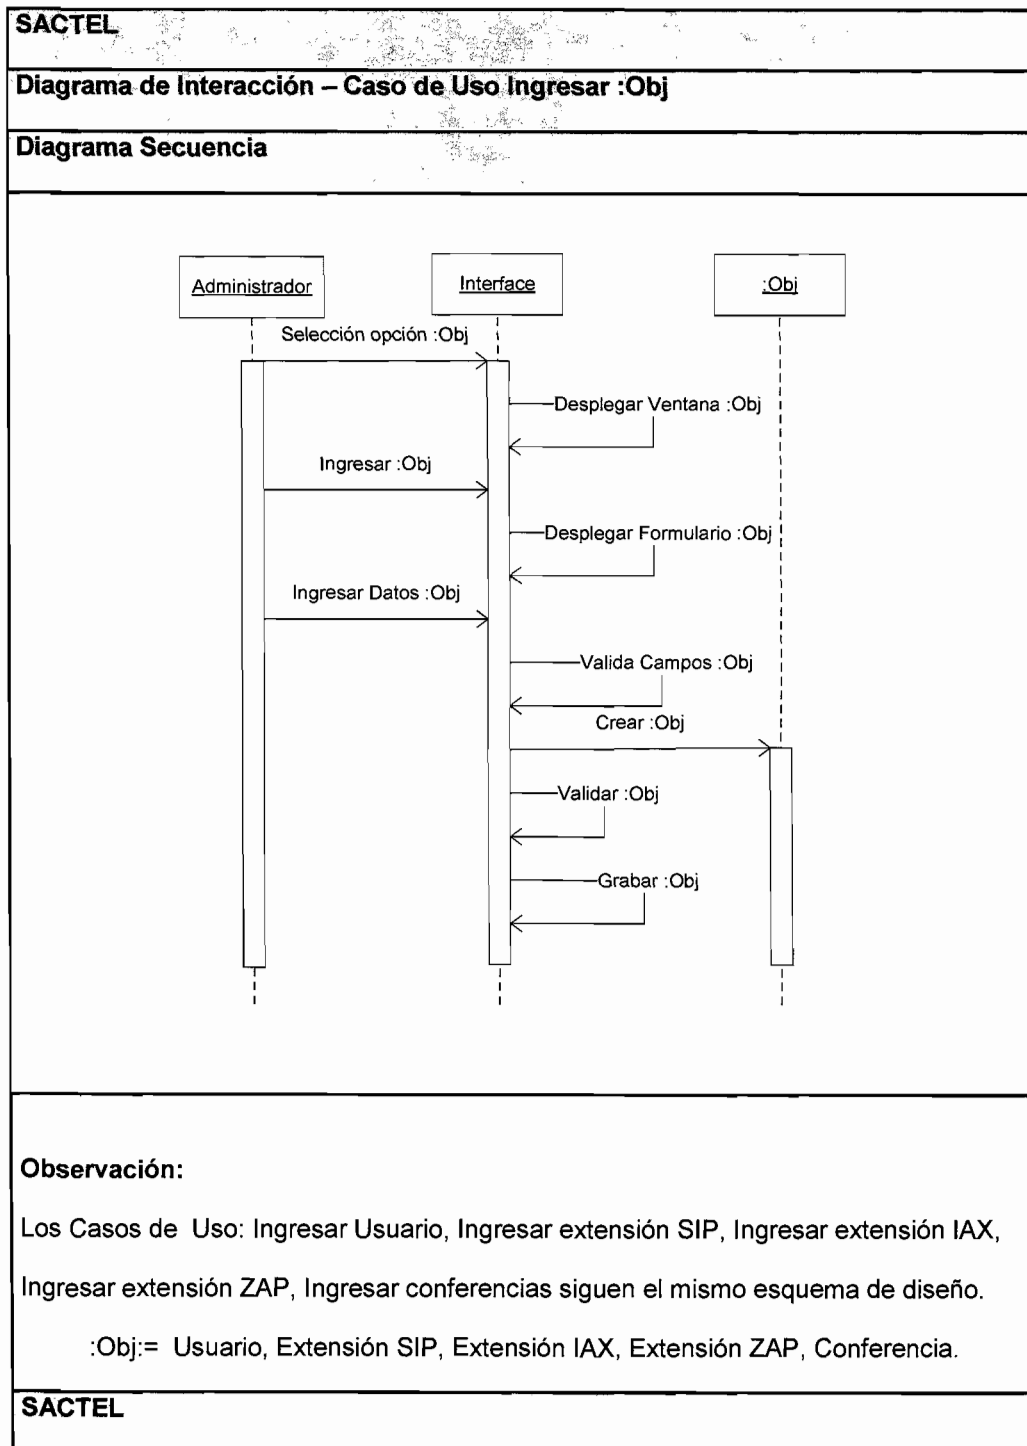 SACTEL
Diagrama de Interacción – Caso de Uso Ingresar :Obj
Diagrama Secuencia
Administrador
Interface
:Obj
Selección opción :Obj
Desplegar Ventana :Obj
Ingresar :Obj
Desplegar Formulario :Obj
Ingresar Datos :Obj
Valida Campos :Obj
Crear :Obj
Validar :Obj
Grabar :Obj
Observación:
Los Casos de Uso: Ingresar Usuario, Ingresar extensión SIP, Ingresar extensión IAX,
Ingresar extensión ZAP, Ingresar conferencias siguen el mismo esquema de diseño.
:Obj:= Usuario, Extensión SIP, Extensión IAX, Extensión ZAP, Conferencia.
SACTEL